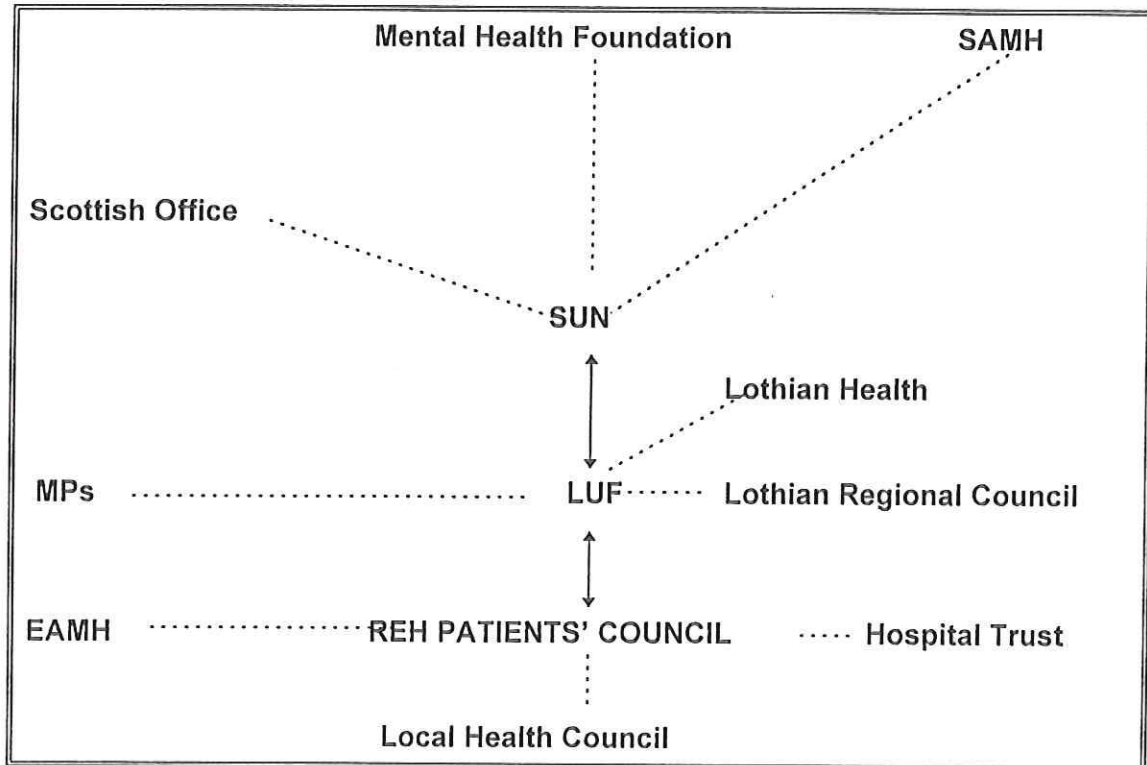 Mental Health Foundation
SAMH
Scottish Office
SUN
Lothian Health
MPs
LUF
Lothian Regional Council
EAMH
REH PATIENTS' COUNCIL
Hospital Trust
Local Health Council